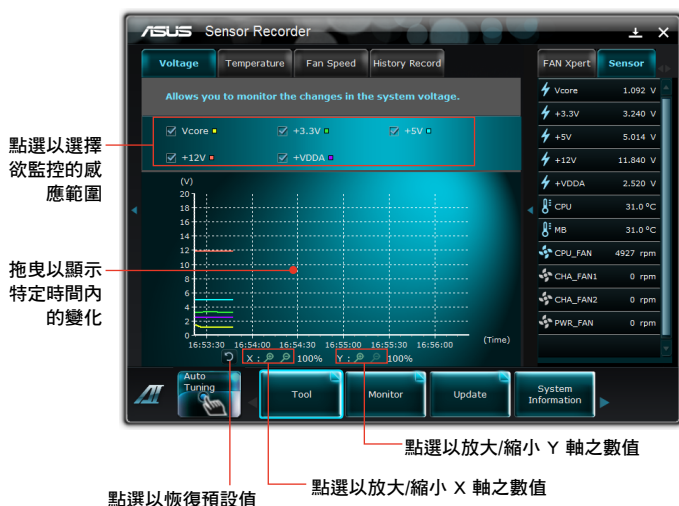 ASUS Sensor Recorder
Voltage Temperature Fan Speed History Record
FAN Xpert Sensor
Allows you to monitor the changes in the system voltage.
Vcore +3.3V +5V
+12V +VDDA
點選以選擇
欲監控的感
應範圍
(V)
20
18
16
14
12
10
8
6
4
2
0
16:53:30 16:54:00 16:54:30 16:55:00 16:55:30 16:56:00
(Time)
X : 100% Y : 100%
拖曳以顯示
特定時間內
的變化
Vcore 1.092 V
+3.3V 3.240 V
+5V 5.014 V
+12V 11.840 V
+VDDA 2.520 V
CPU 31.0 ºC
MB 31.0 ºC
CPU_FAN 4927 rpm
CHA_FAN1 0 rpm
CHA_FAN2 0 rpm
PWR_FAN 0 rpm
Auto
Tuning
Tool
Monitor
Update
System
Information
點選以放大/縮小 Y 軸之數值
點選以放大/縮小 X 軸之數值
點選以恢復預設值